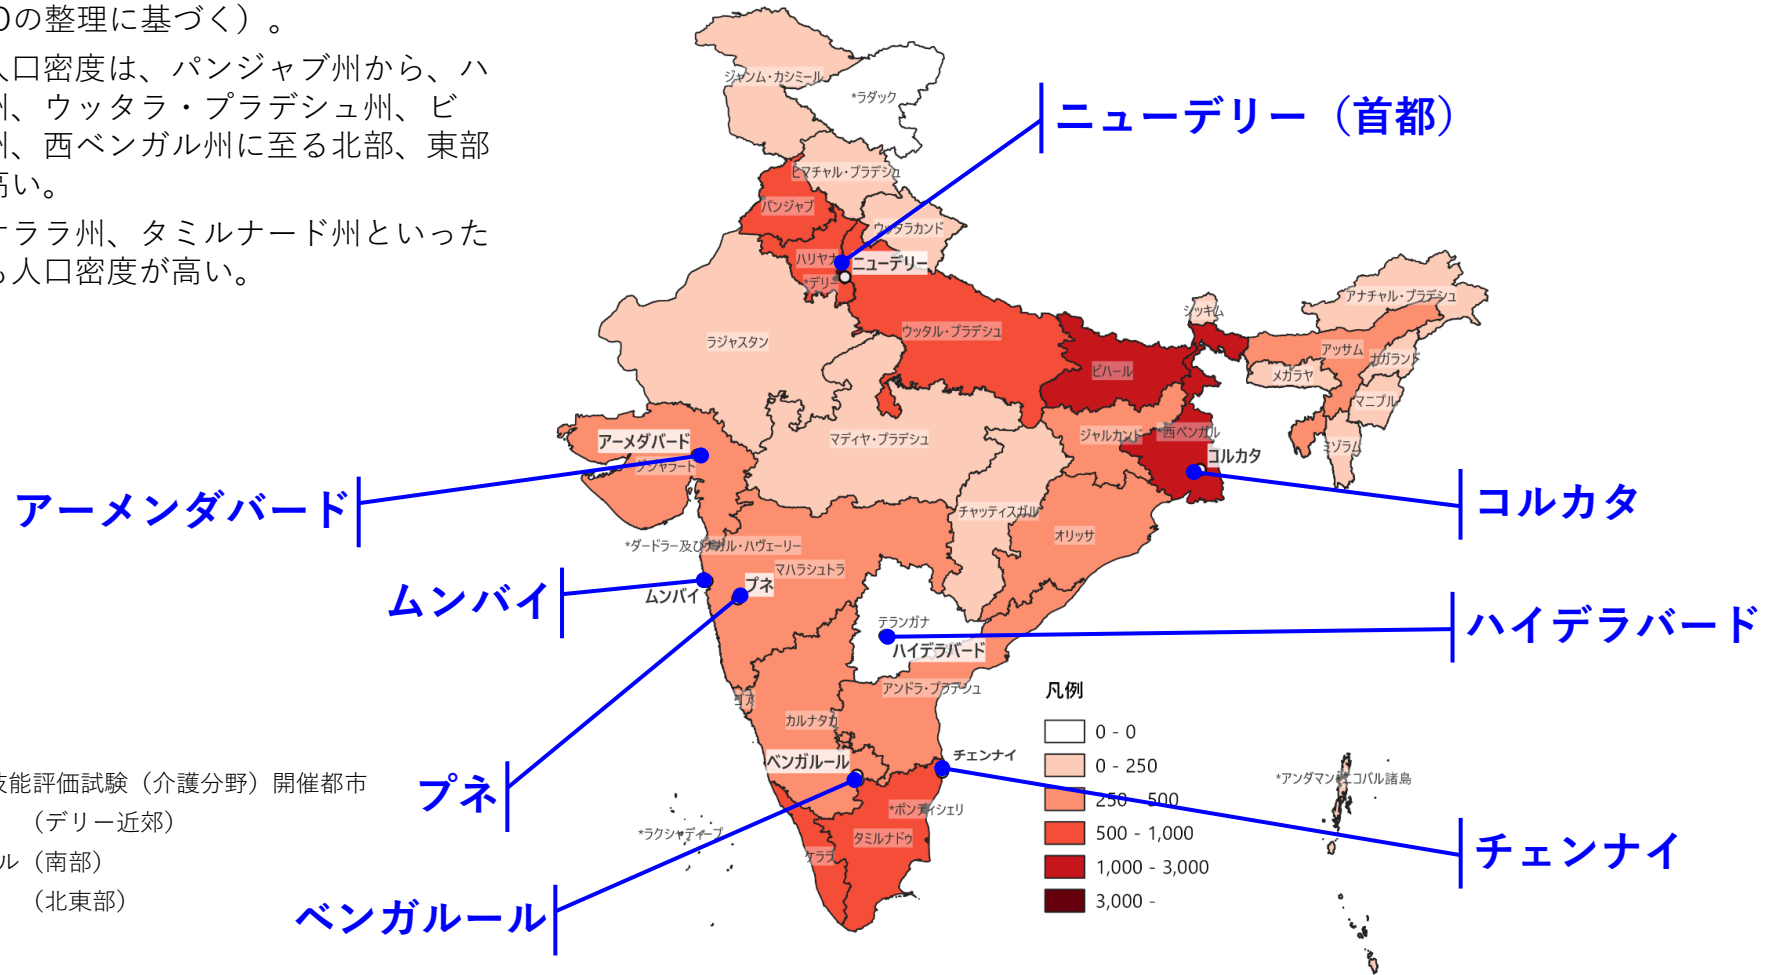 の整理に基づく）。
人口密度は、パンジャブ州から、ハ
州、ウッタラ・プラデシュ州、ビ
州、西ベンガル州に至る北部、東部
高い。
ケララ州、タミルナード州といった
も人口密度が高い。
ジャンム・カシミール
*ラダック
ニューデリー（首都）
ヒマチャル・プラデシュ
パンジャブ
ウッタラカンド
ハリヤナ
ニューデリー
*デリー
アナチャル・プラデシュ
シッキム
ウッタル・プラデシュ
ラジャスタン
アッサム
ナガランド
ビハール
メガラヤ
マニプル
アーメダバード
マディヤ・プラデシュ
ジャルカンド
*西ベンガル
ミゾラム
コルカタ
グジャラート
アーメンダバード
コルカタ
チャッティスガル
オリッサ
*ダードラー及びナガル・ハヴェーリー
マハラシュトラ
プネ
ムンバイ
ムンバイ
テランガナ
ハイデラバード
ハイデラバード
アンドラ・プラデシュ
凡例
ゴア
カルナタカ
0 - 0
チェンナイ
ベンガルール
0 - 250
*アンダマン・ニコバル諸島
技能評価試験（介護分野）開催都市
プネ
250 - 500
*ポンディシェリ
（デリー近郊）
*ラクシャディープ
タミルナドゥ
500 - 1,000
ケララ
チェンナイ
ル（南部）
1,000 - 3,000
（北東部）
3,000 -
ベンガルール